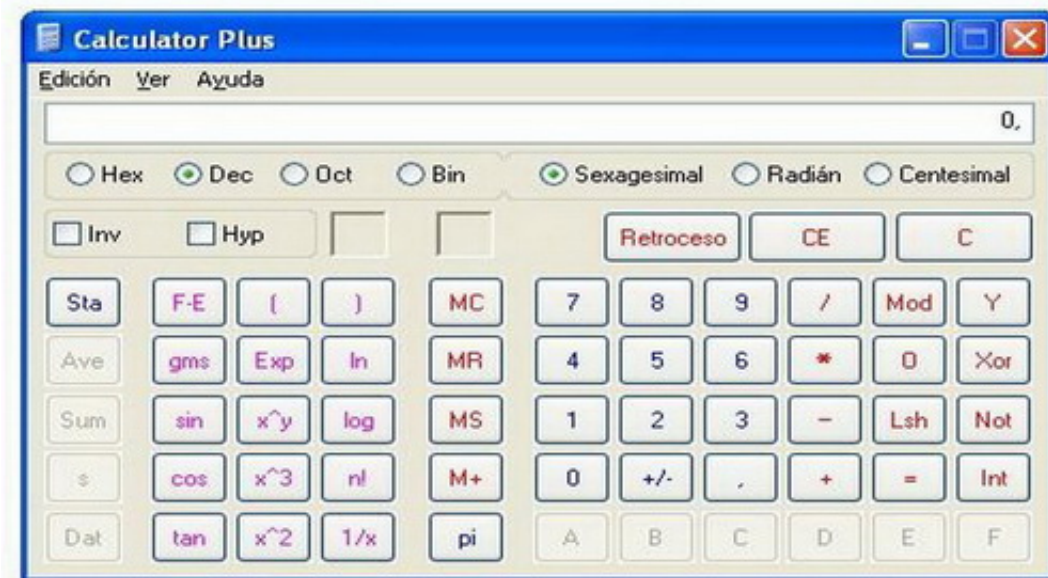 Calculator Plus
Edición Ver Ayuda
0,
Hex Dec Oct Bin Sexagesimal Radián Centesimal
Inv Hyp Retroceso CE C
Sta F-E ( ) MC 7 8 9 / Mod Y
Ave gms Exp ln MR 4 5 6 * O Xor
Sum sin x^y log MS 1 2 3 - Lsh Not
s cos x^3 n! M+ 0 +/- , + = Int
Dat tan x^2 1/x pi A B C D E F